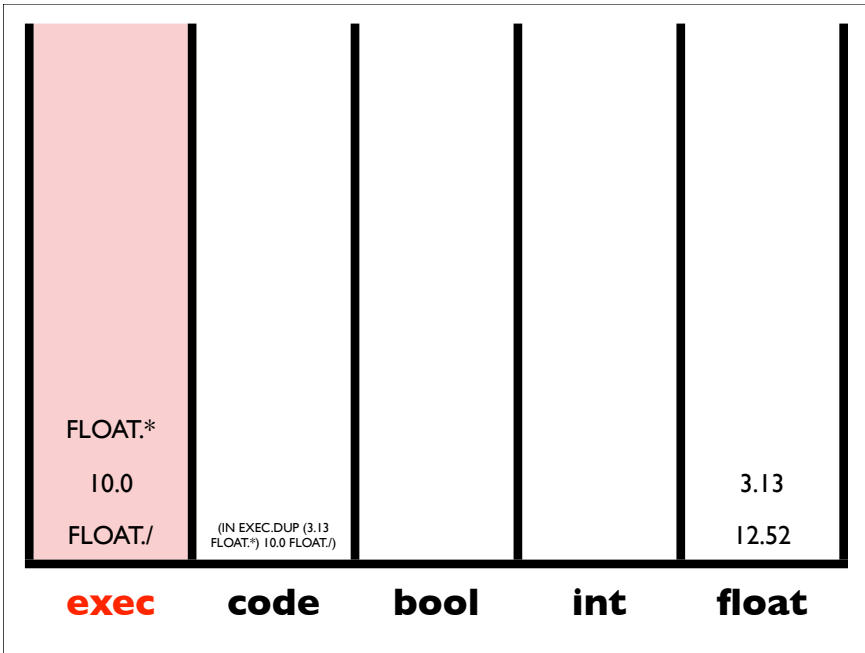 FLOAT.*
10.0
3.13
FLOAT./
(IN EXEC.DUP (3.13
FLOAT.*) 10.0 FLOAT./)
12.52
exec
code
bool
int
float